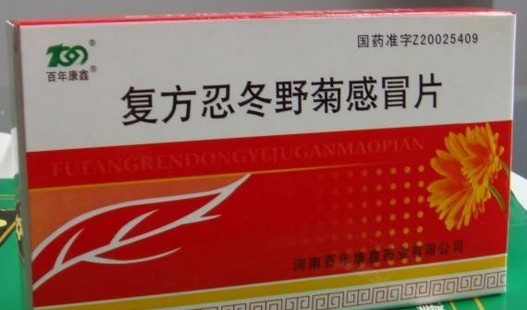 国药准字Z20025409
100®
百年康鑫®
复方忍冬野菊感冒片
FUFANGRENDONGYEJUGANMAOPIAN
河南百年康鑫药业有限公司